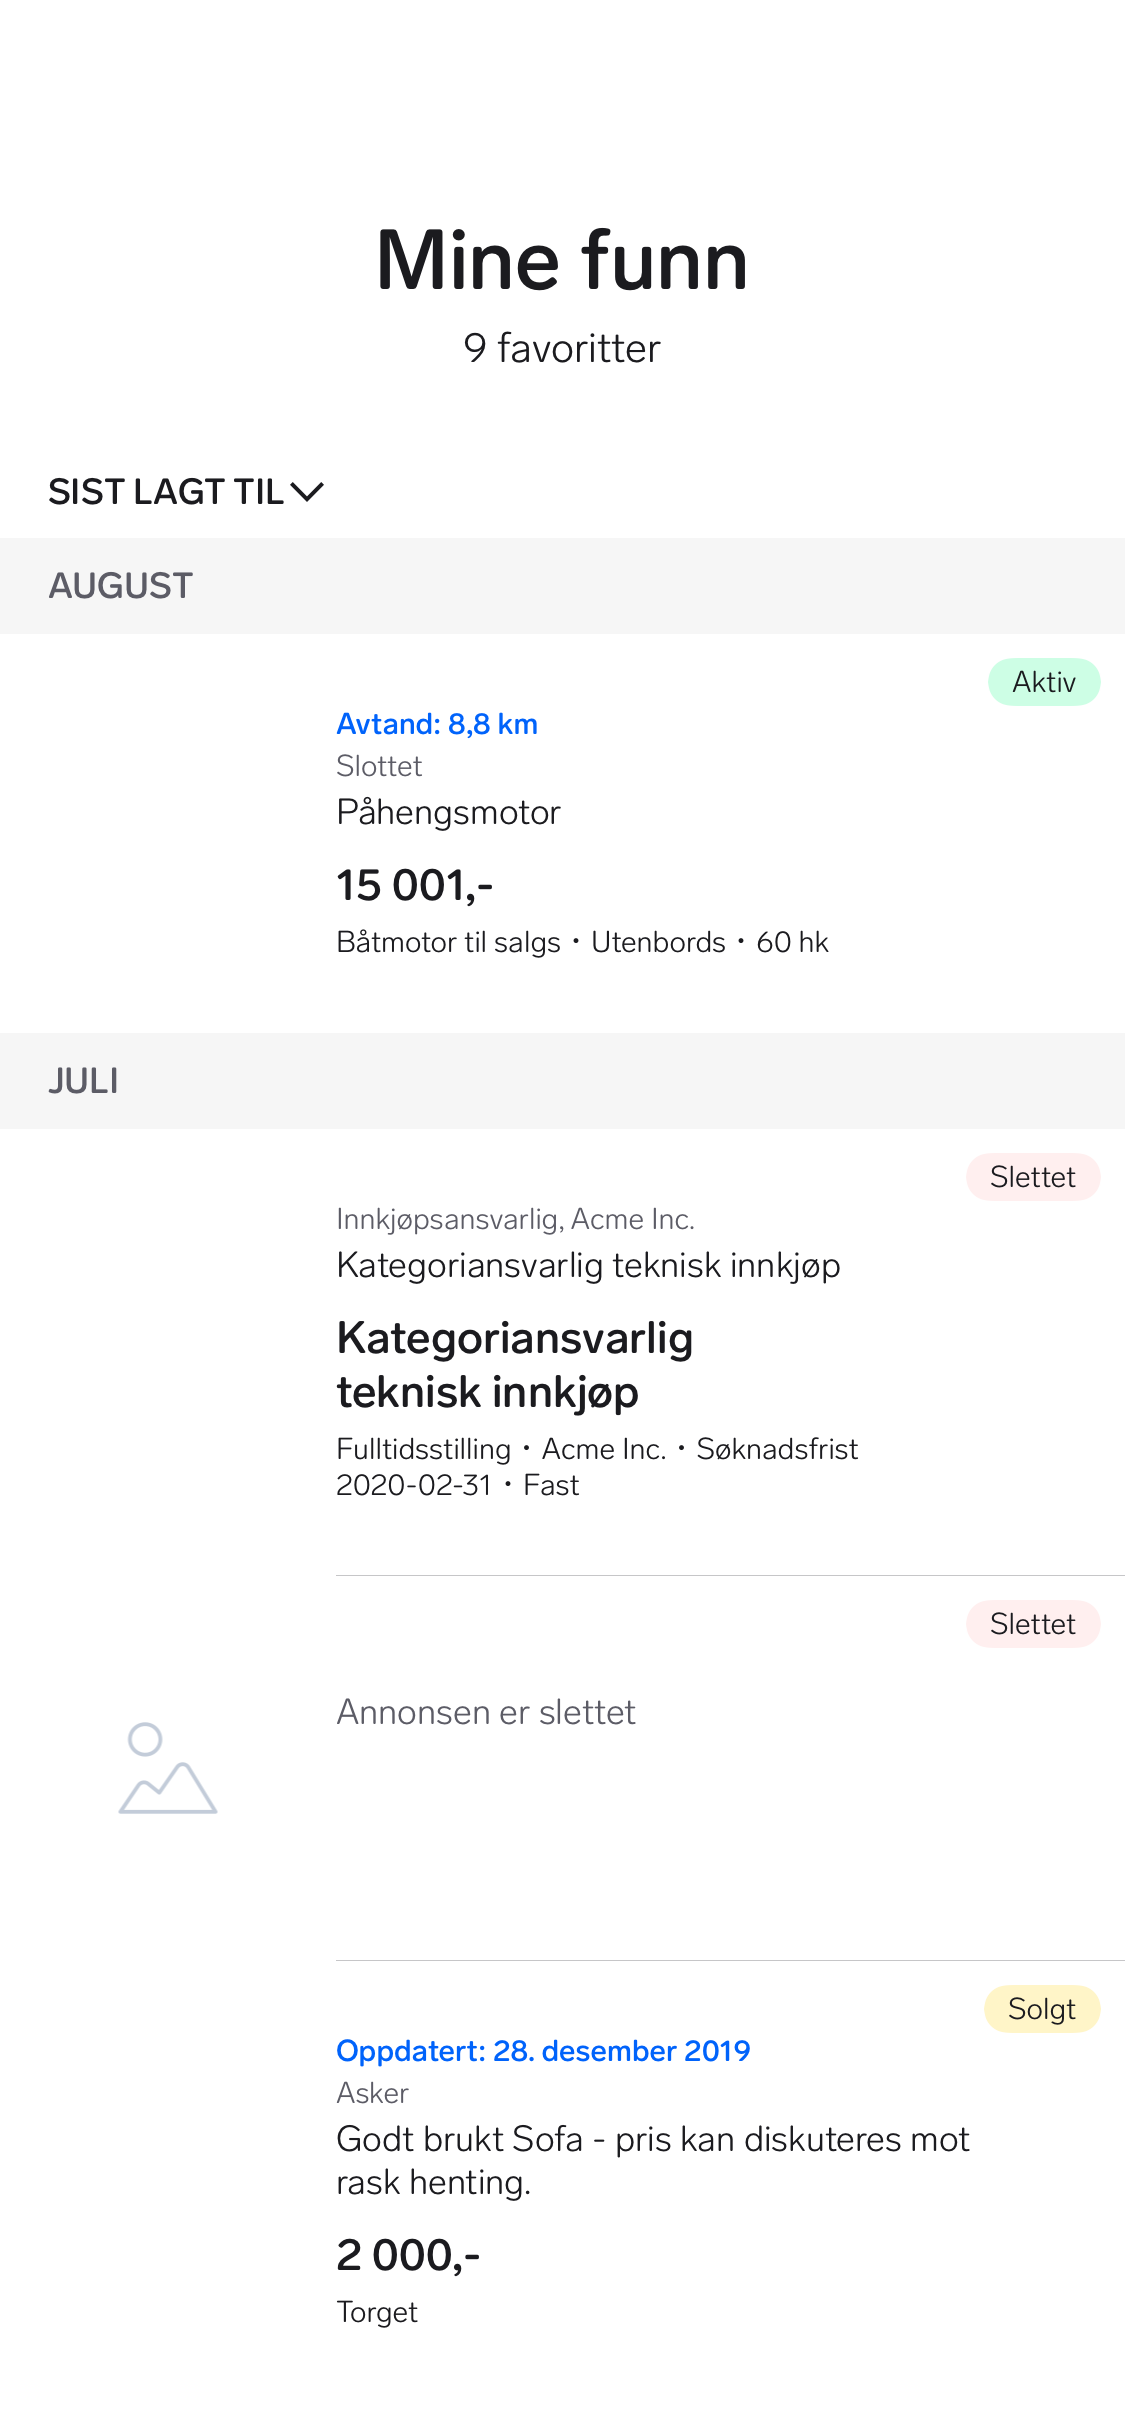 Mine funn
9 favoritter
SIST LAGT TIL
AUGUST
Aktiv
Avtand: 8,8 km
Slottet
Påhengsmotor
15 001,-
Båtmotor til salgs • Utenbords • 60 hk
JULI
Slettet
Innkjøpsansvarlig, Acme Inc.
Kategoriansvarlig teknisk innkjøp
Kategoriansvarlig
teknisk innkjøp
Fulltidsstilling • Acme Inc. • Søknadsfrist
2020-02-31 • Fast
Slettet
Annonsen er slettet
Solgt
Oppdatert: 28. desember 2019
Asker
Godt brukt Sofa - pris kan diskuteres mot
rask henting.
2 000,-
Torget